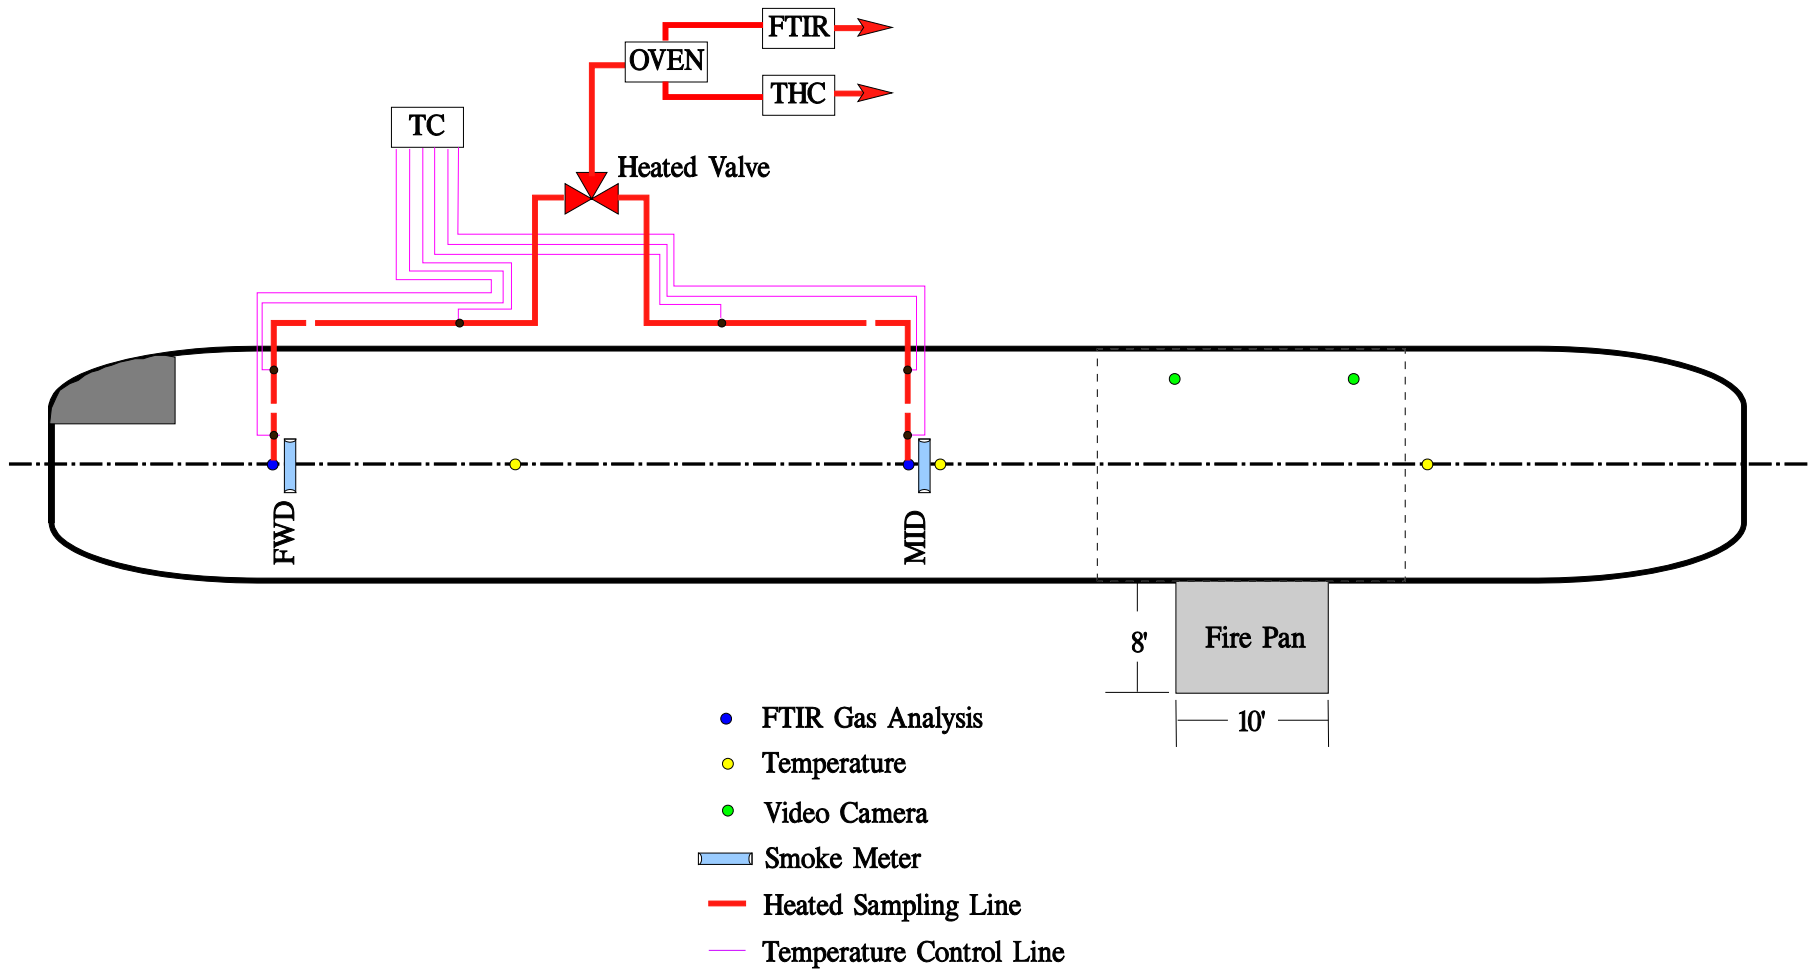 FTIR
OVEN
THC
TC
Heated Valve
FWD
MID
8'
Fire Pan
10'
FTIR Gas Analysis
Temperature
Video Camera
Smoke Meter
Heated Sampling Line
Temperature Control Line